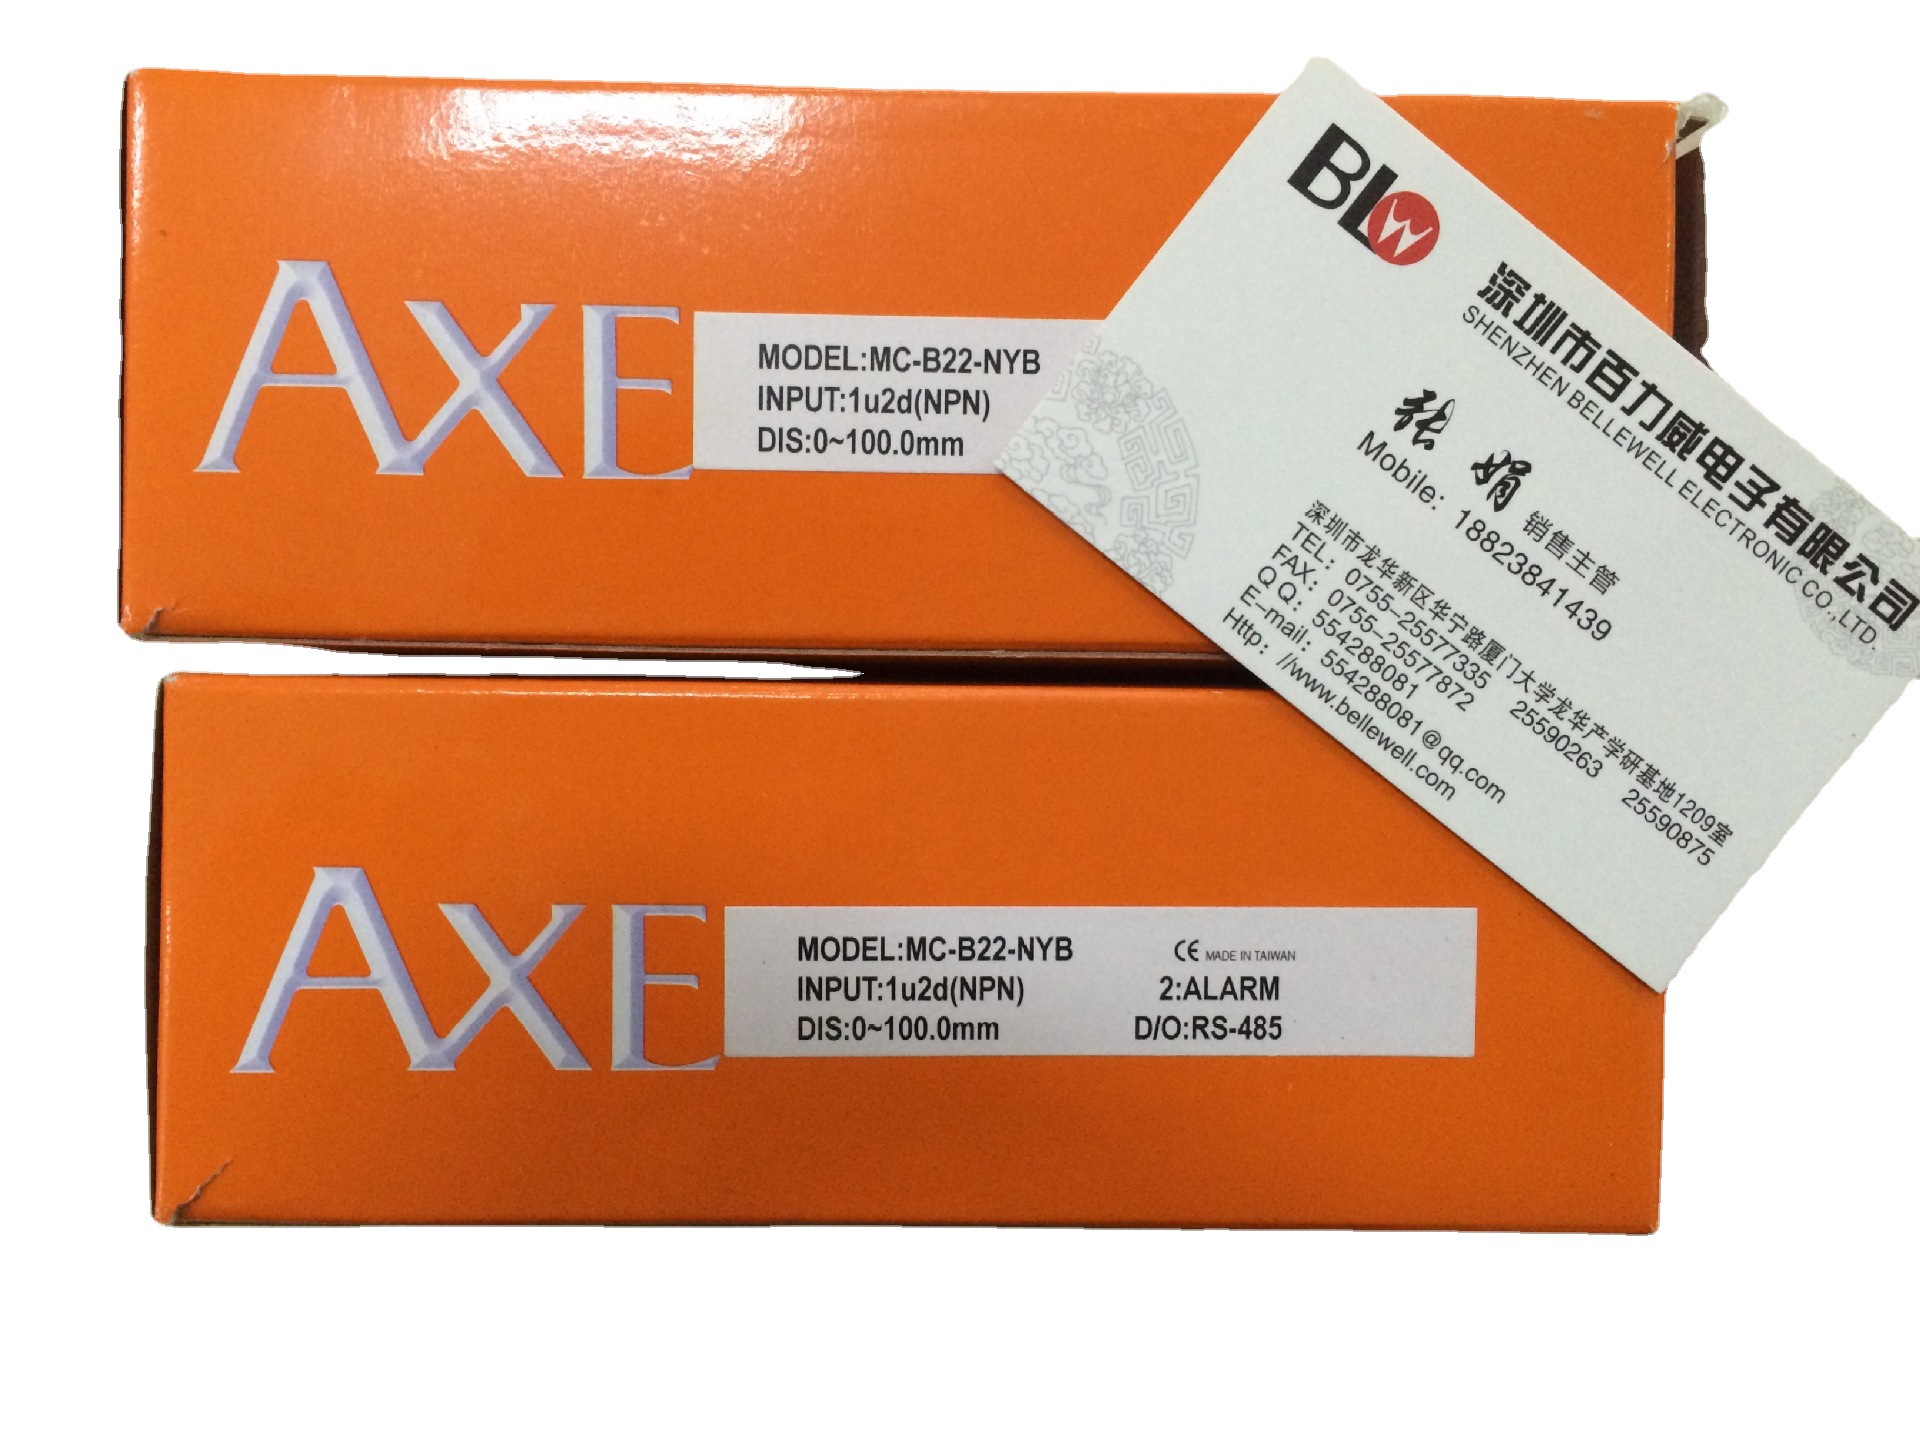 AXE
MODEL:MC-B22-NYB
INPUT:1u2d(NPN)
DIS:0~100.0mm
BLW
深圳市百力威电子有限公司
SHENZHEN BELLEWELL ELECTRONIC CO.,LTD.
张 娟 销售主管
Mobile: 18823841439
深圳市龙华新区华宁路厦门大学龙华产学研基地1209室
TEL: 0755-25577335 25590263 25590875
FAX: 0755-25577872
Q Q: 554288081
E-mail: 554288081@qq.com
Http: //www.bellewell.com
AXE
MODEL:MC-B22-NYB CE MADE IN TAIWAN
INPUT:1u2d(NPN) 2:ALARM
DIS:0~100.0mm D/O:RS-485